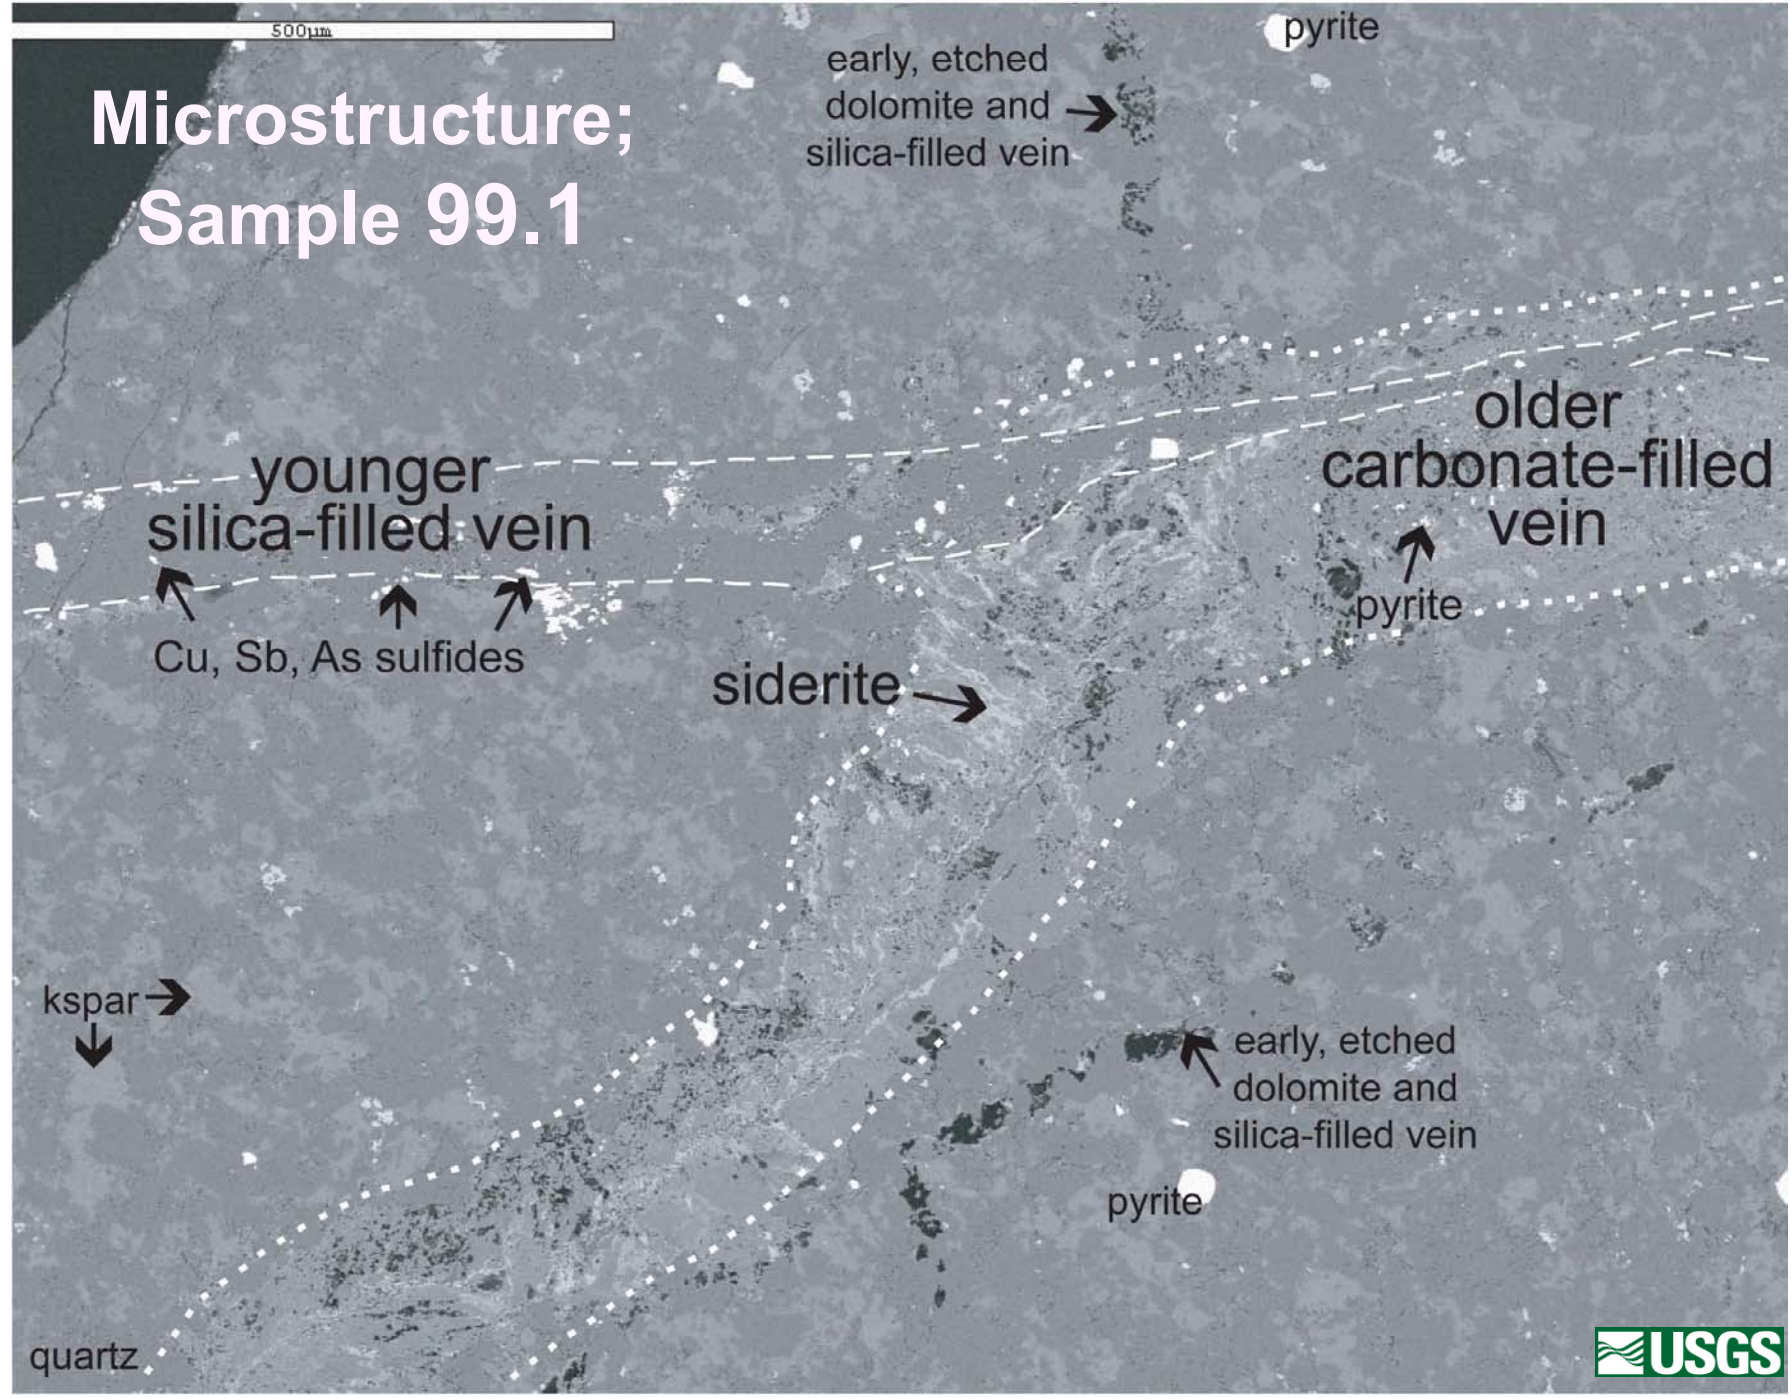 500µm
Microstructure;
Sample 99.1
early, etched
dolomite and
silica-filled vein
pyrite
older
carbonate-filled
vein
pyrite
younger
silica-filled vein
Cu, Sb, As sulfides
siderite
kspar
early, etched
dolomite and
silica-filled vein
pyrite
quartz
USGS